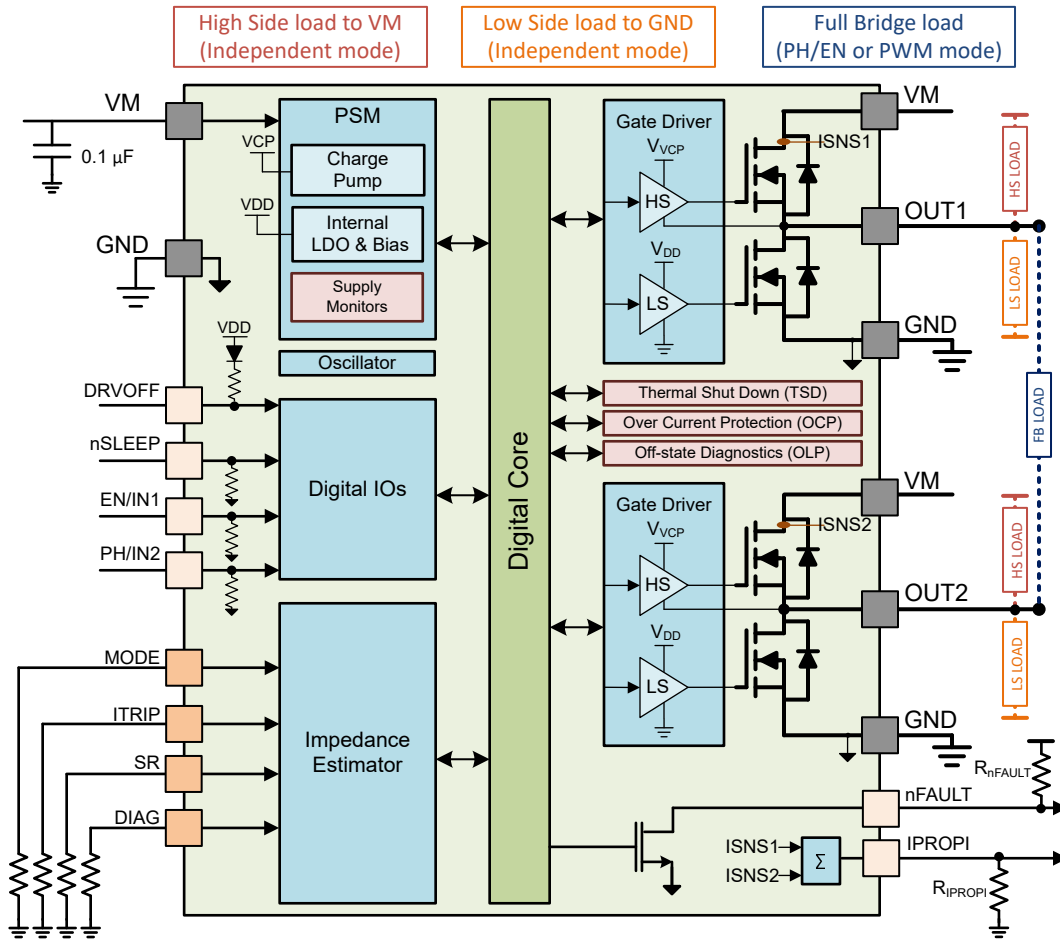 High Side load to VM
(Independent mode)
Low Side load to GND
(Independent mode)
Full Bridge load
(PH/EN or PWM mode)
VM
0.1 µF
GND
PSM
VCP
Charge
Pump
VDD
Internal
LDO & Bias
Supply
Monitors
Oscillator
VDD
DRVOFF
nSLEEP
EN/IN1
PH/IN2
Digital IOs
MODE
ITRIP
SR
DIAG
Impedance
Estimator
Digital Core
Gate Driver
VVCP
HS
VDD
LS
ISNS1
VM
OUT1
GND
HS LOAD
LS LOAD
FB LOAD
Thermal Shut Down (TSD)
Over Current Protection (OCP)
Off-state Diagnostics (OLP)
Gate Driver
VVCP
HS
VDD
LS
ISNS2
VM
OUT2
GND
HS LOAD
LS LOAD
RnFAULT
nFAULT
ISNS1
ISNS2
Σ
IPROPI
RIPROPI